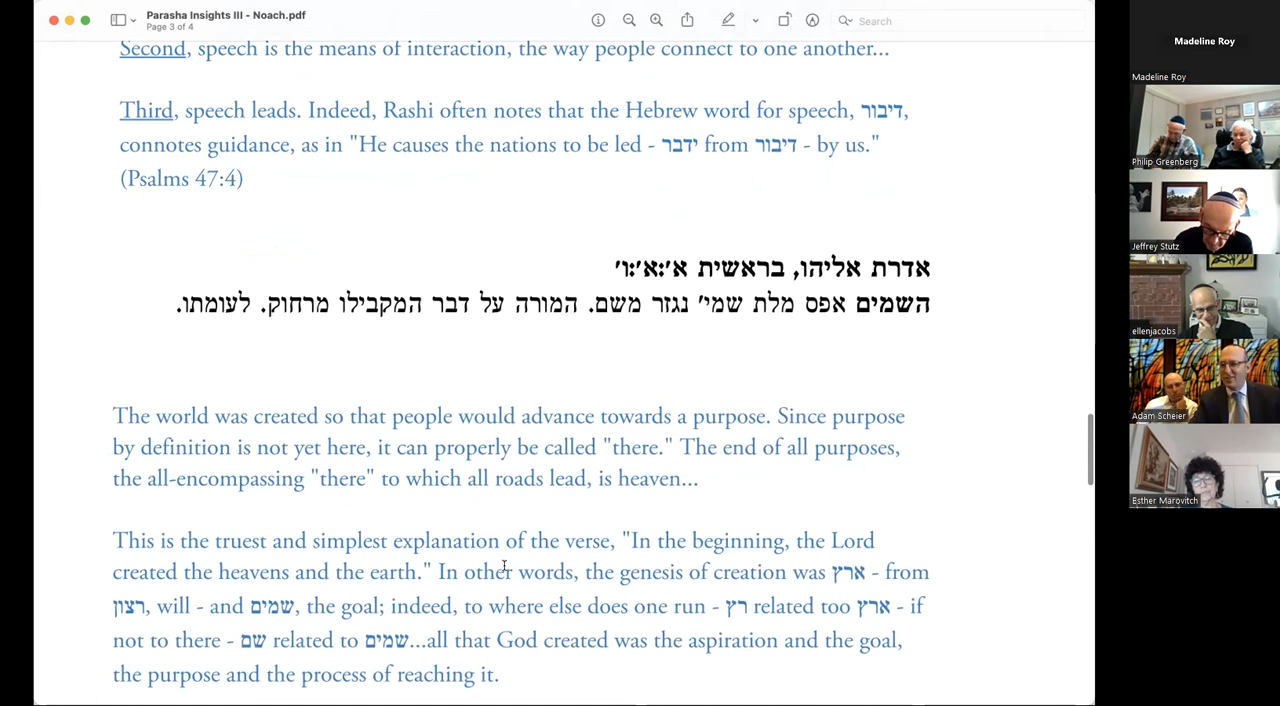 Parasha Insights III - Noach.pdf
Page 3 of 4
Search
Second, speech is the means of interaction, the way people connect to one another...
Third, speech leads. Indeed, Rashi often notes that the Hebrew word for speech, דיבור,
connotes guidance, as in "He causes the nations to be led - ידבר from דיבור - by us."
(Psalms 47:4)
אדרת אליהו, בראשית א':א':ו'
השמים אפס מלת שמי' נגזר משם. המורה על דבר המקבילו מרחוק. לעומתו.
The world was created so that people would advance towards a purpose. Since purpose
by definition is not yet here, it can properly be called "there." The end of all purposes,
the all-encompassing "there" to which all roads lead, is heaven...
This is the truest and simplest explanation of the verse, "In the beginning, the Lord
created the heavens and the earth." In other words, the genesis of creation was ארץ - from
רצון, will - and שמים, the goal; indeed, to where else does one run - רץ related too ארץ - if
not to there - שם related to שמים...all that God created was the aspiration and the goal,
the purpose and the process of reaching it.
Madeline Roy
Madeline Roy
Philip Greenberg
Jeffrey Stutz
ellenjacobs
Adam Scheier
Esther Marovitch